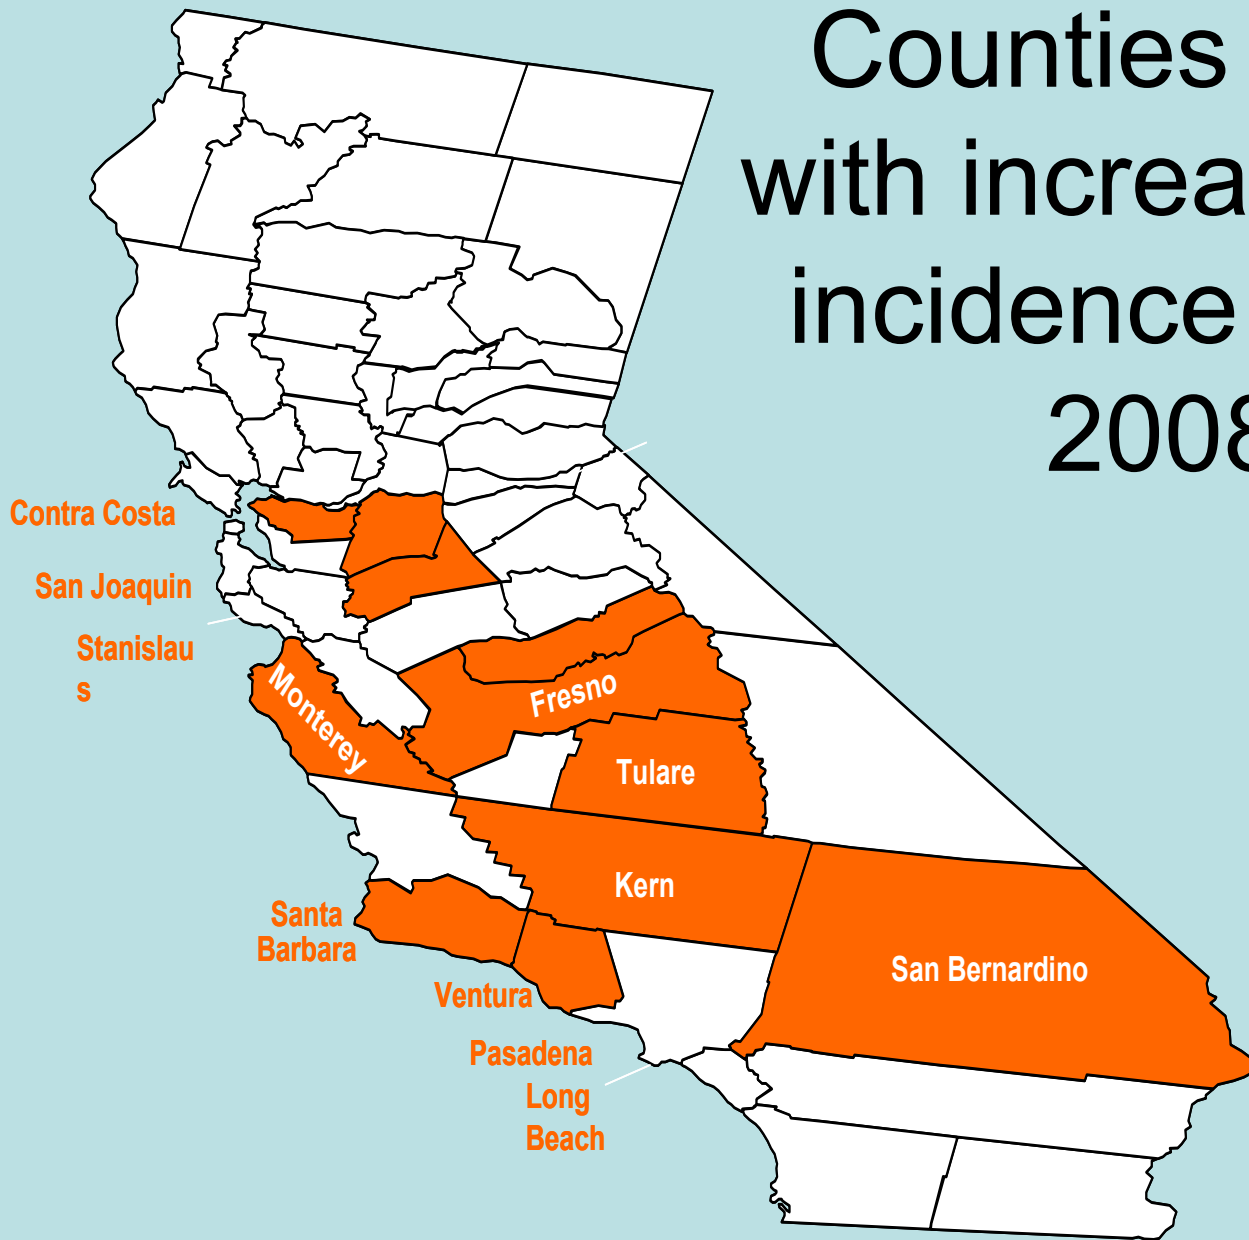 Counties
with increa
incidence
2008
Contra Costa
San Joaquin
Stanislau
s
Monterey
Fresno
Tulare
Kern
San Bernardino
Santa
Barbara
Ventura
Pasadena
Long
Beach